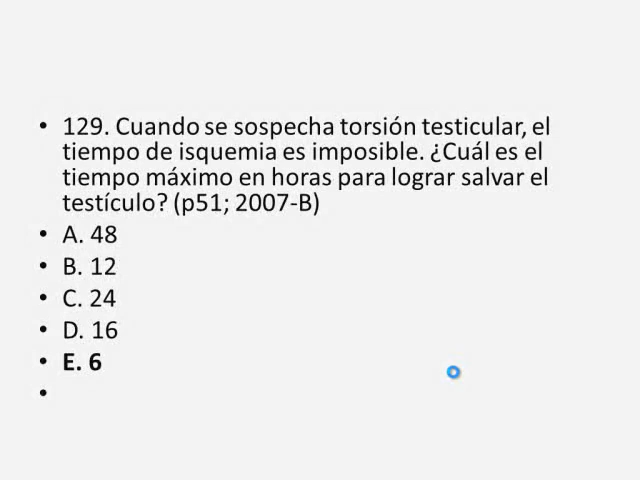 • 129. Cuando se sospecha torsión testicular, el
tiempo de isquemia es imposible. ¿Cuál es el
tiempo máximo en horas para lograr salvar el
testículo? (p51; 2007-B)
• A. 48
• B. 12
• C. 24
• D. 16
• E. 6
•